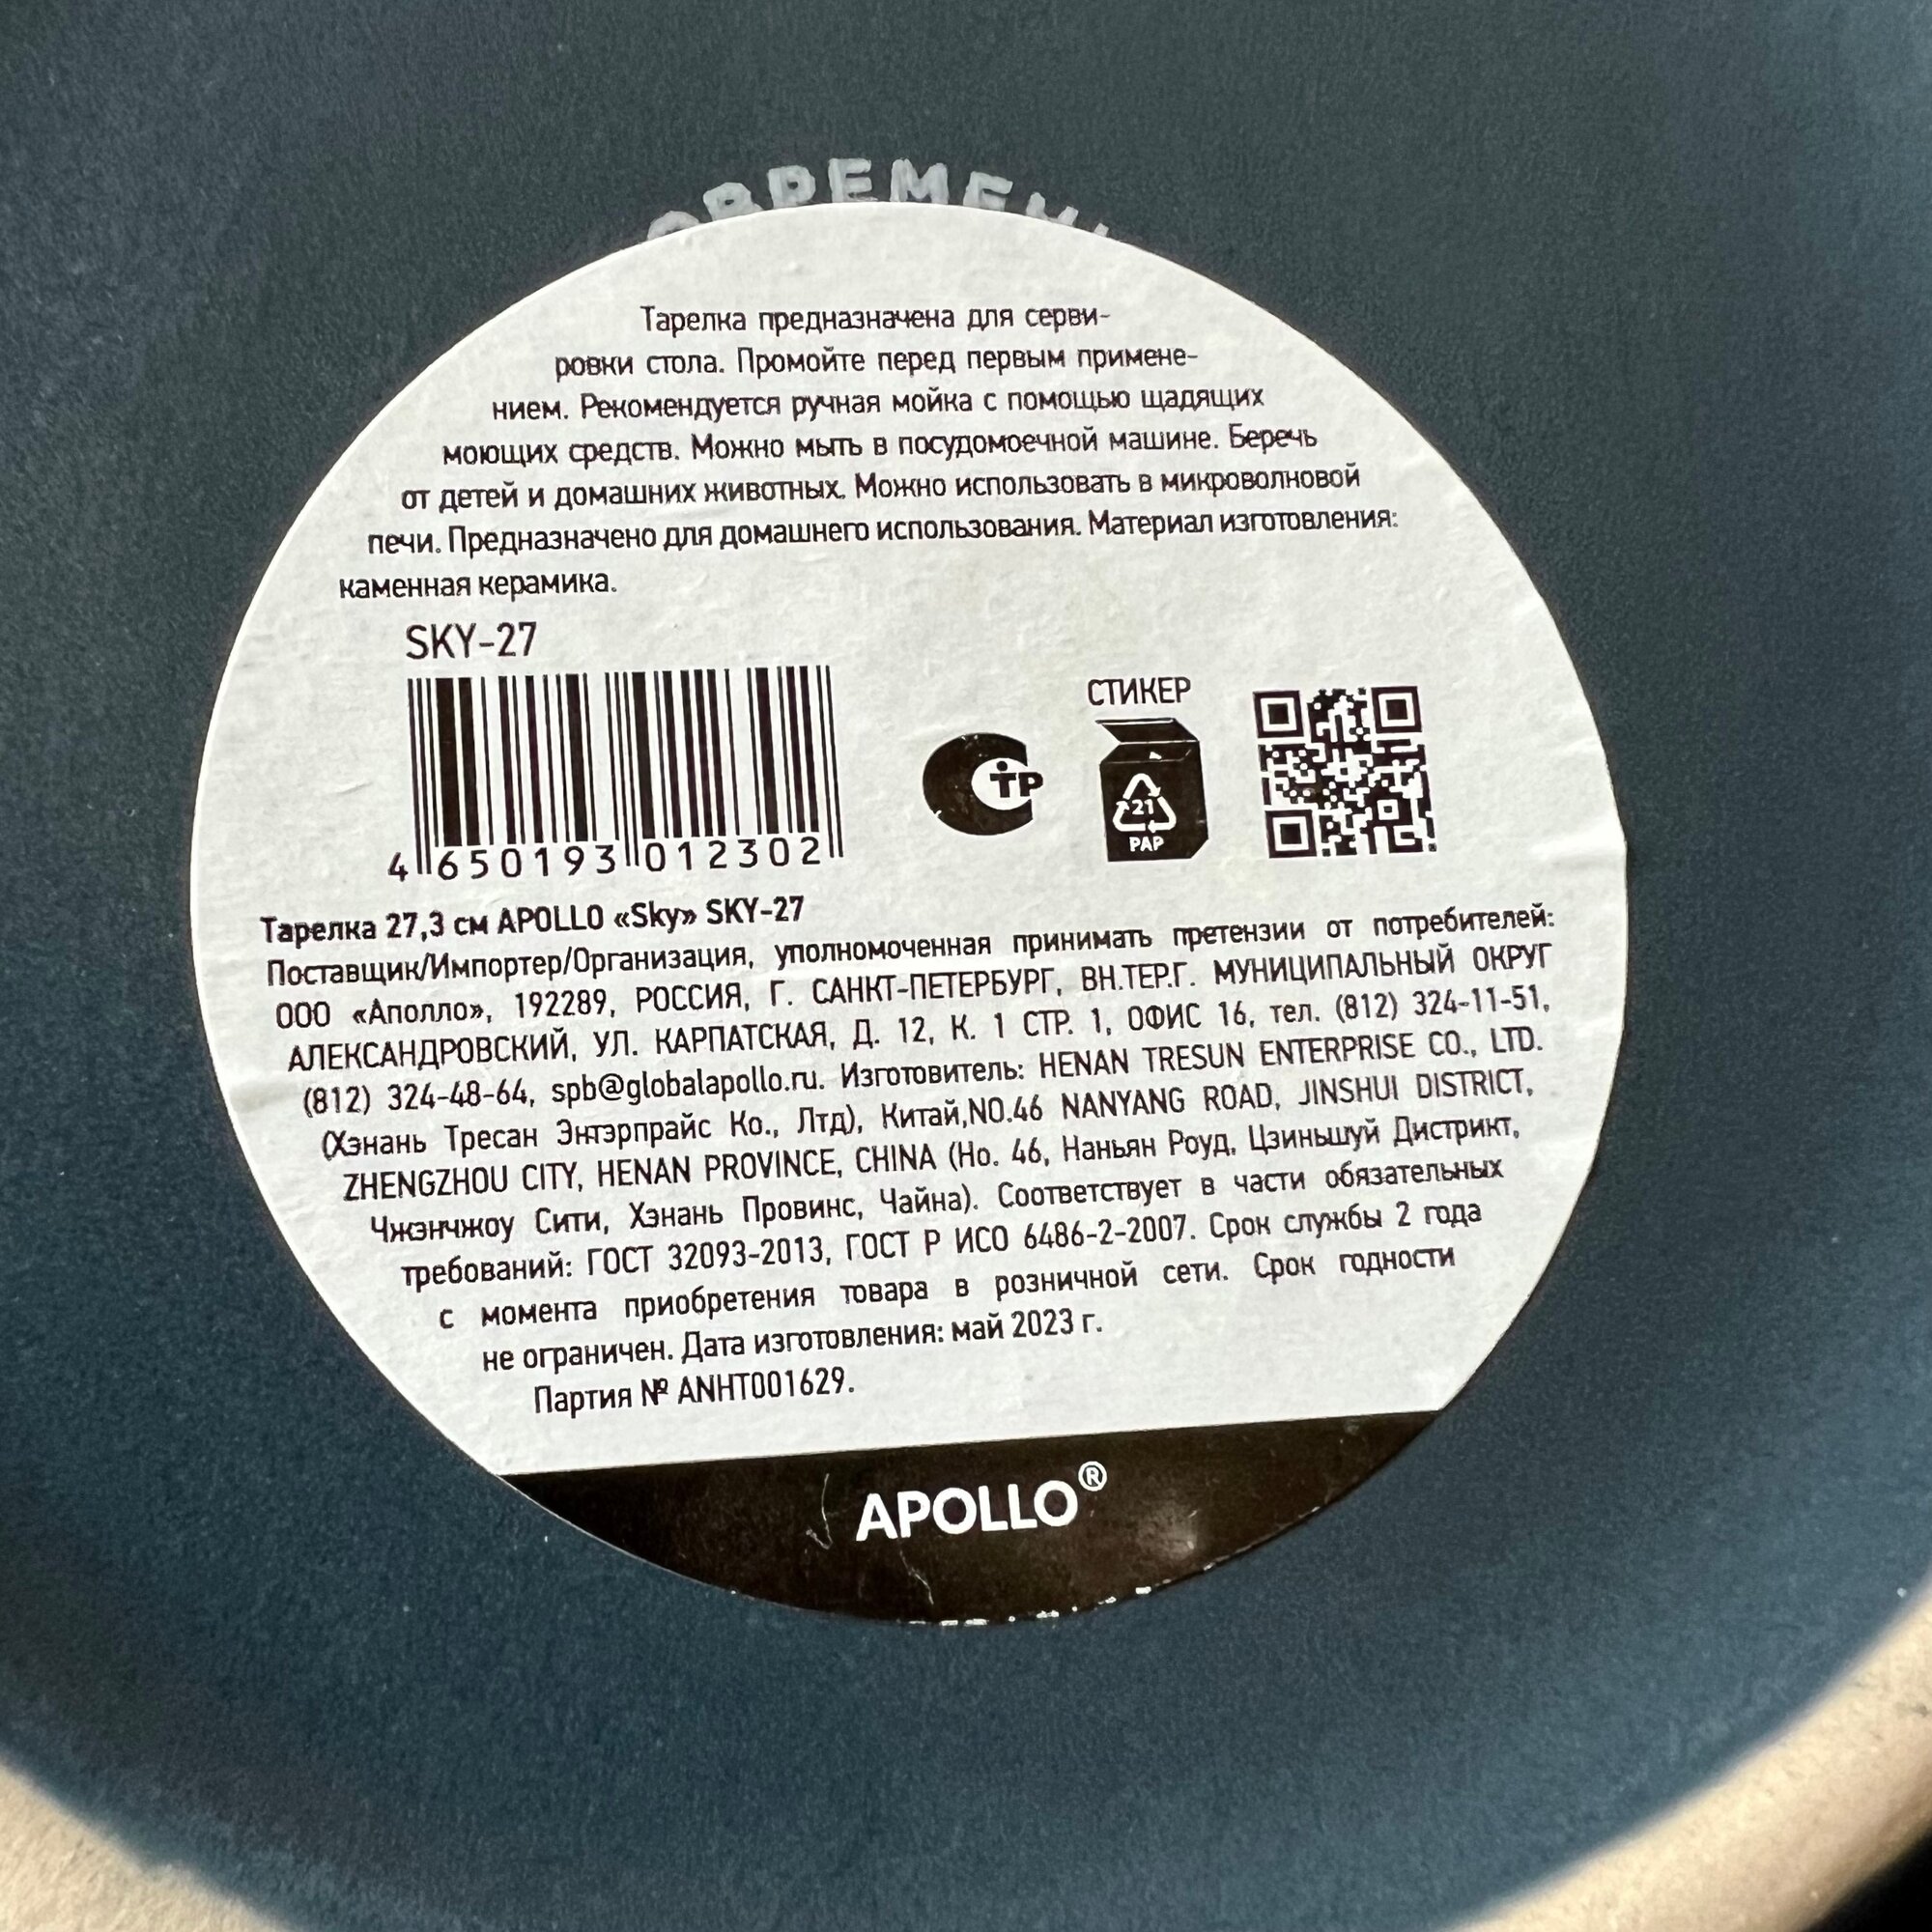 Тарелка предназначена для серви-
ровки стола. Промойте перед первым примене-
нием. Рекомендуется ручная мойка с помощью щадящих
моющих средств. Можно мыть в посудомоечной машине. Беречь
от детей и домашних животных. Можно использовать в микроволновой
печи. Предназначено для домашнего использования. Материал изготовления:
каменная керамика.
SKY-27
СТИКЕР
ТР
21
PAP
4 650193 012302
Тарелка 27,3 см APOLLO «Sky» SKY-27
Поставщик/Импортер/Организация, уполномоченная принимать претензии от потребителей:
ООО «Аполло», 192289, РОССИЯ, Г. САНКТ-ПЕТЕРБУРГ, ВН.ТЕР.Г. МУНИЦИПАЛЬНЫЙ ОКРУГ
АЛЕКСАНДРОВСКИЙ, УЛ. КАРПАТСКАЯ, Д. 12, К. 1 СТР. 1, ОФИС 16, тел. (812) 324-11-51,
(812) 324-48-64, spb@globalapollo.ru. Изготовитель: HENAN TRESUN ENTERPRISE CO., LTD.
(Хэнань Тресан Энтэрпрайс Ко., Лтд), Китай,NO.46 NANYANG ROAD, JINSHUI DISTRICT,
ZHENGZHOU CITY, HENAN PROVINCE, CHINA (Но. 46, Наньян Роуд, Цзиньшуй Дистрикт,
Чжэнчжоу Сити, Хэнань Провинс, Чайна). Соответствует в части обязательных
требований: ГОСТ 32093-2013, ГОСТ Р ИСО 6486-2-2007. Срок службы 2 года
с момента приобретения товара в розничной сети. Срок годности
не ограничен. Дата изготовления: май 2023 г.
Партия № ANHT001629.
APOLLO®